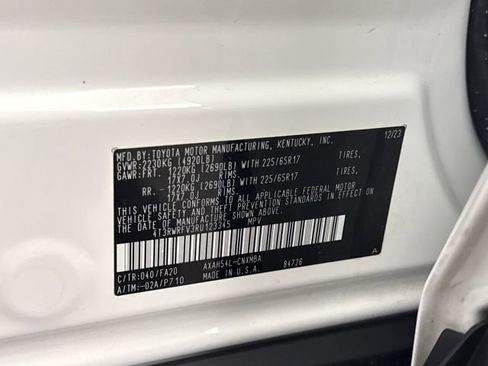 MFD.BY:TOYOTA MOTOR MANUFACTURING, KENTUCKY, INC. 12/23
GVWR:2230KG (4920LB)
GAWR:FRT. 1220KG (2690LB) WITH 225/65R17 TIRES,
17X7.0J RIMS,
RR. -1220KG (2690LB) WITH 225/65R17 TIRES,
17X7.0J RIMS.
THIS VEHICLE CONFORMS TO ALL APPLICABLE FEDERAL MOTOR
VEHICLE SAFETY AND THEFT PREVENTION STANDARDS IN EFFECT ON
THE DATE OF MANUFACTURE SHOWN ABOVE.
4T3RWRFV3RU123345 MPV
A
C/TR:040/FA20 AXAH54L-CNXMBA 84726
A/TM:-02A/P710 MADE IN U.S.A.